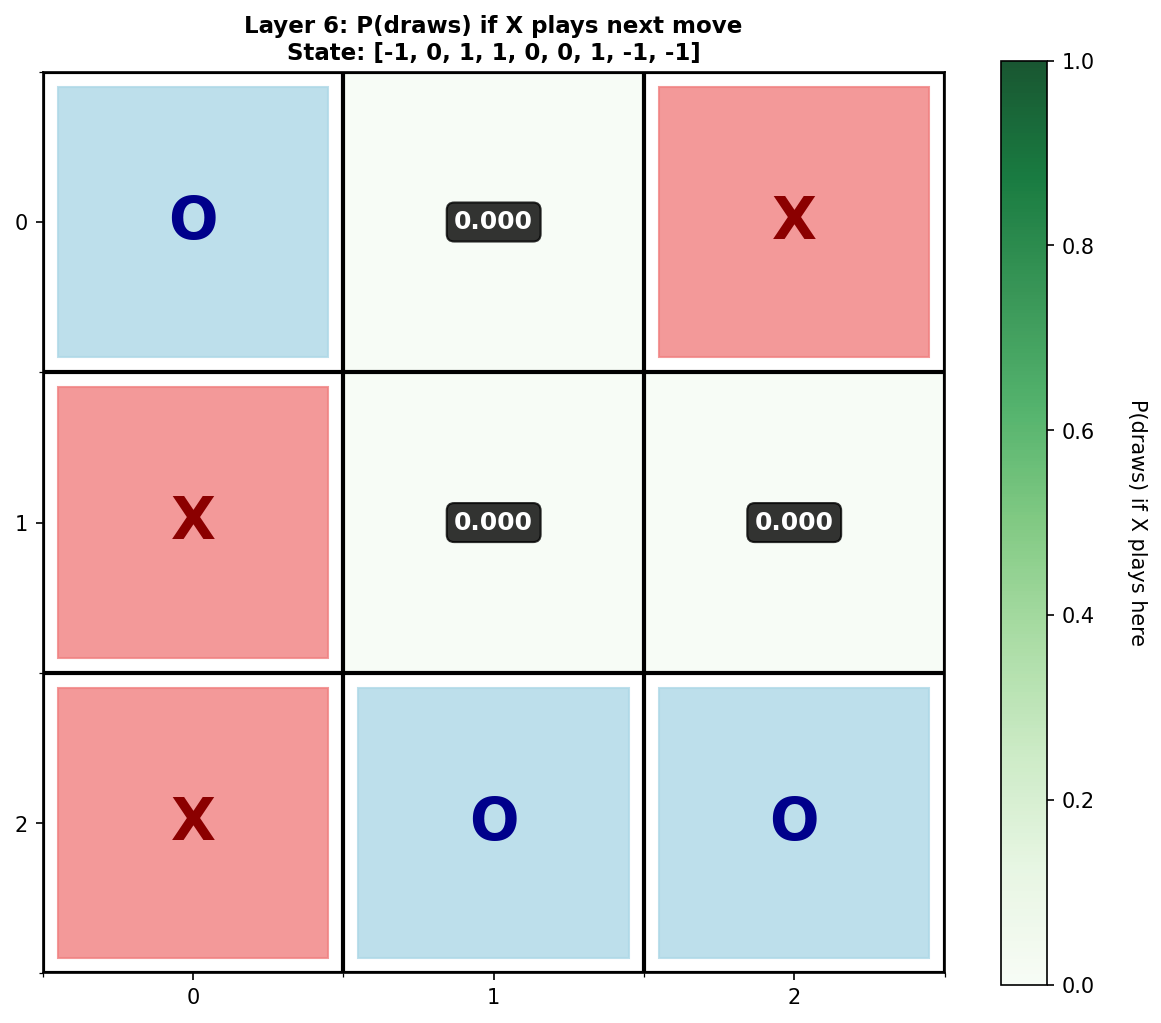 Layer 6: P(draws) if X plays next move
State: [-1, 0, 1, 1, 0, 0, 1, -1, -1]
0
O
0.000
X
1
X
0.000
0.000
2
X
O
O
0
1
2
1.0
0.8
0.6
0.4
0.2
0.0
P(draws) if X plays here